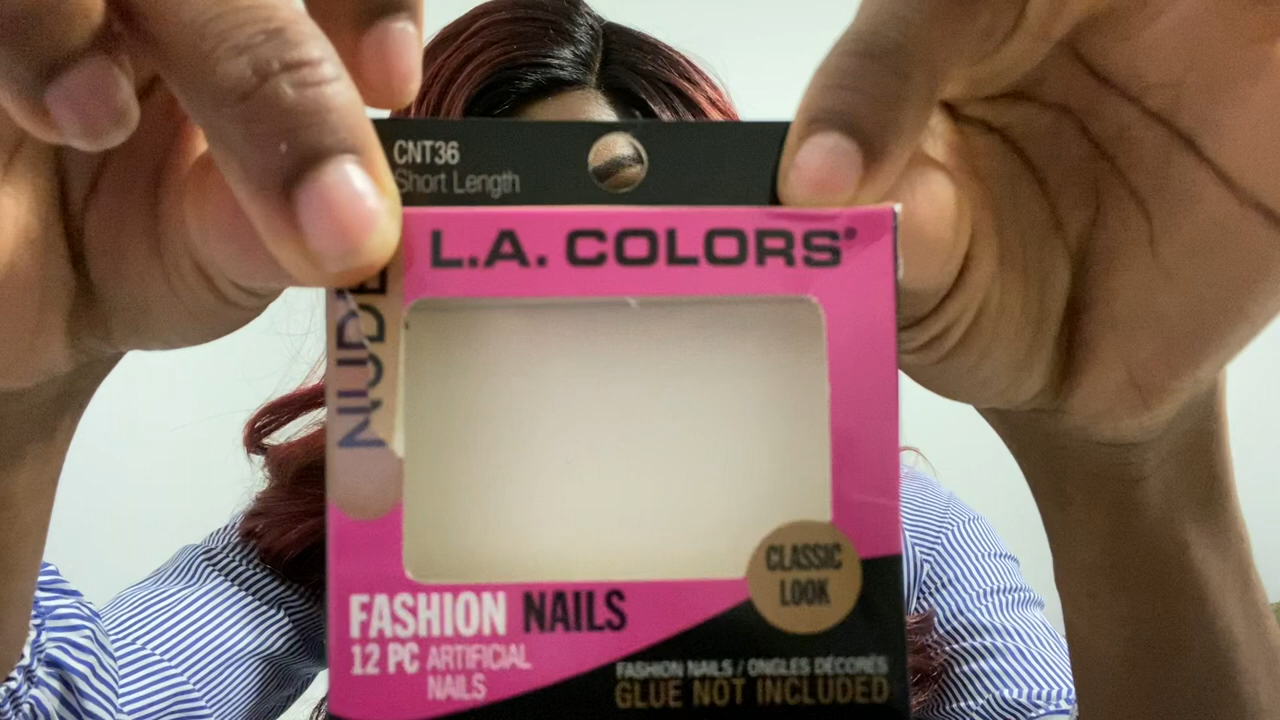 CNT36
Short Length
L.A. COLORS®
NUDE
CLASSIC
LOOK
FASHION NAILS
12 PC ARTIFICIAL
NAILS
FASHION NAILS / ONGLES DÉCORÉS
GLUE NOT INCLUDED